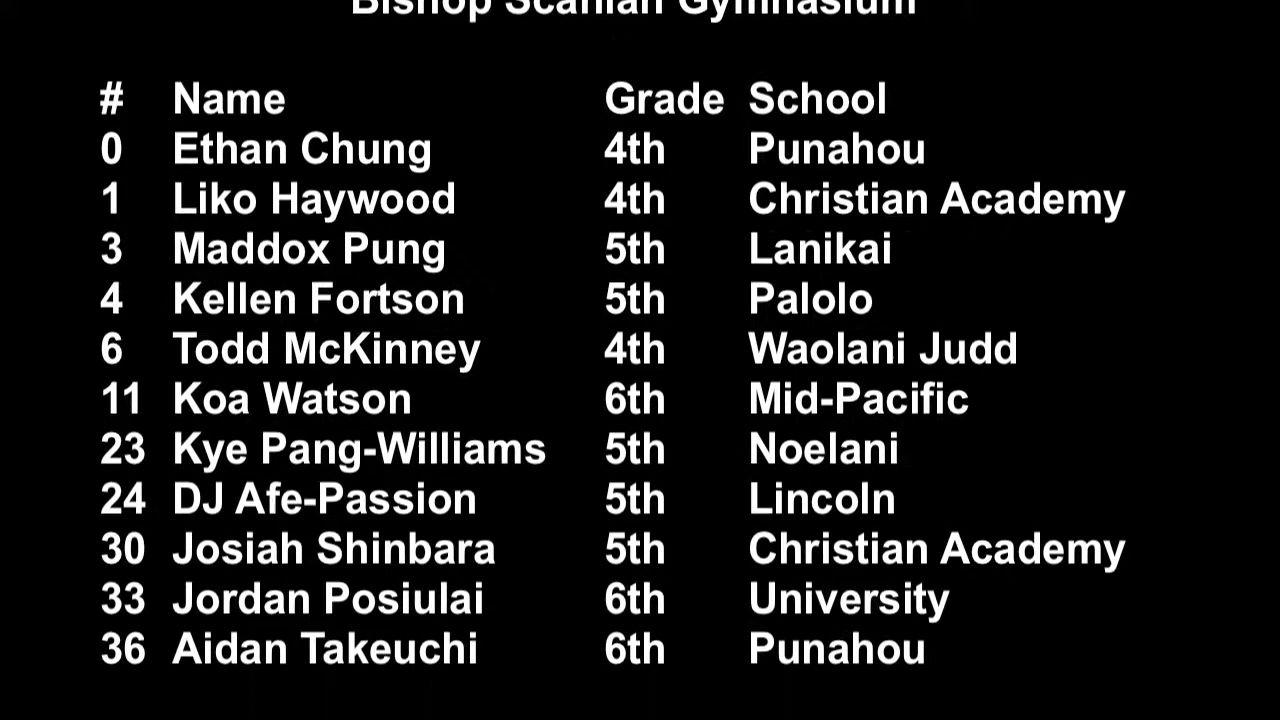 Bishop Scanlan Gymnasium
# Name Grade School
0 Ethan Chung 4th Punahou
1 Liko Haywood 4th Christian Academy
3 Maddox Pung 5th Lanikai
4 Kellen Fortson 5th Palolo
6 Todd McKinney 4th Waolani Judd
11 Koa Watson 6th Mid-Pacific
23 Kye Pang-Williams 5th Noelani
24 DJ Afe-Passion 5th Lincoln
30 Josiah Shinbara 5th Christian Academy
33 Jordan Posiulai 6th University
36 Aidan Takeuchi 6th Punahou